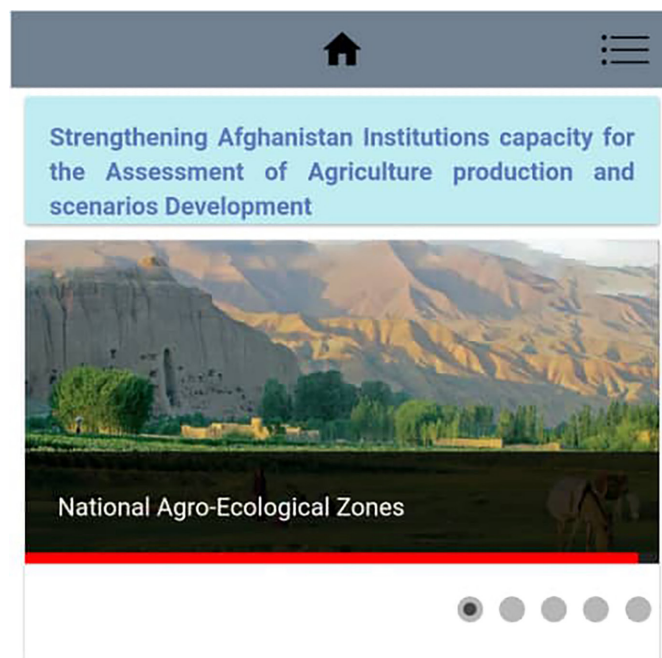 Strengthening Afghanistan Institutions capacity for
the Assessment of Agriculture production and
scenarios Development
National Agro-Ecological Zones